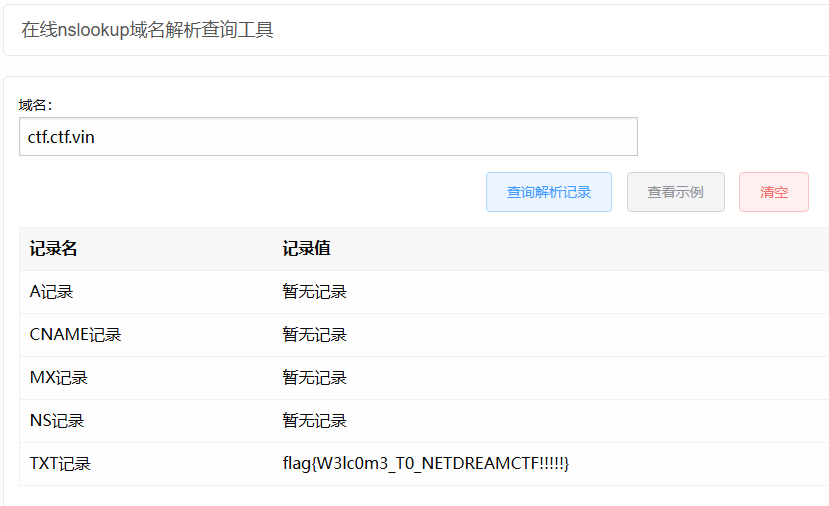 在线nslookup域名解析查询工具
域名：
ctf.ctf.vin
查询解析记录 查看示例 清空
记录名 记录值
A记录 暂无记录
CNAME记录 暂无记录
MX记录 暂无记录
NS记录 暂无记录
TXT记录 flag{W3lc0m3_T0_NETDREAMCTF!!!!!}